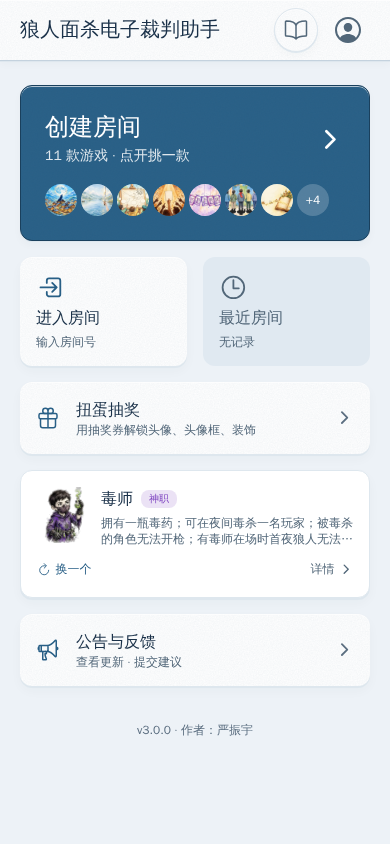 狼人面杀电子裁判助手
创建房间
11 款游戏 · 点开挑一款
+4
进入房间
输入房间号
最近房间
无记录
扭蛋抽奖
用抽奖券解锁头像、头像框、装饰
毒师 神职
拥有一瓶毒药；可在夜间毒杀一名玩家；被毒杀
的角色无法开枪；有毒师在场时首夜狼人无法…
换一个
详情
公告与反馈
查看更新 · 提交建议
v3.0.0 · 作者：严振宇